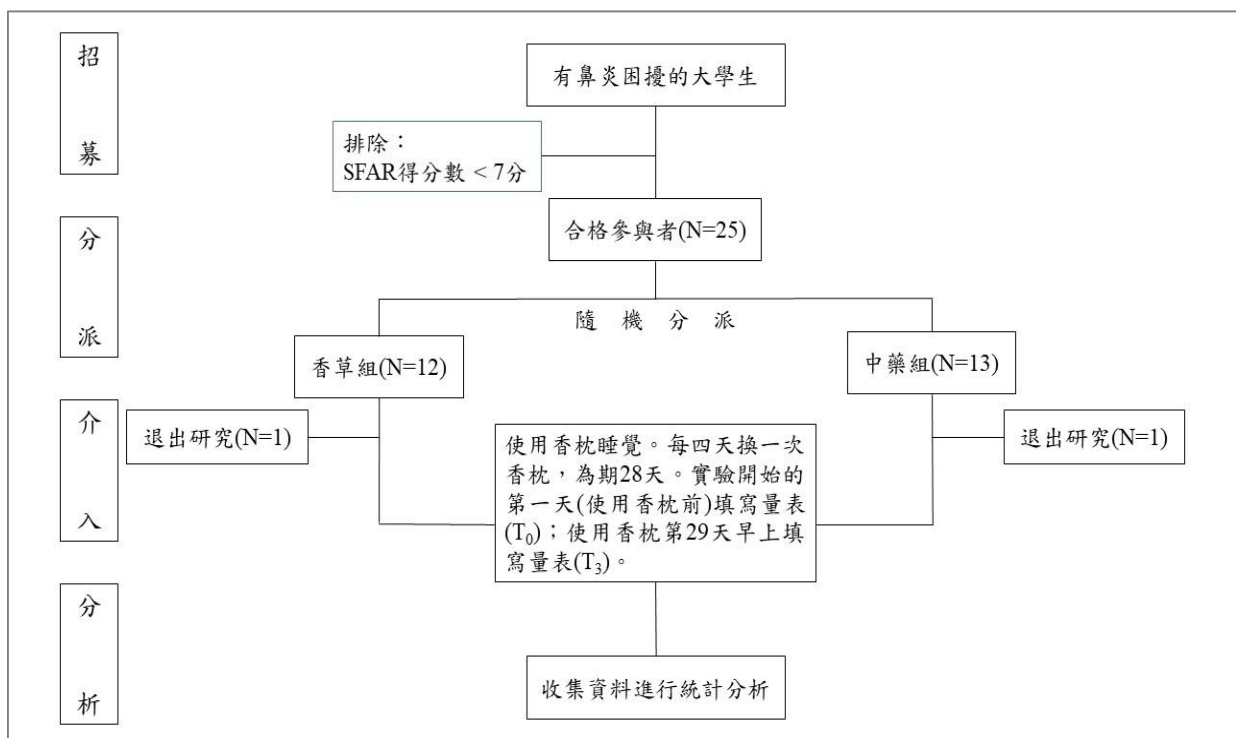 招募
有鼻炎困擾的大學生
排除：
SFAR得分數 < 7分
分派
合格參與者(N=25)
隨 機 分 派
香草組(N=12)
中藥組(N=13)
介入
退出研究(N=1)
使用香枕睡覺。每四天換一次
香枕，為期28天。實驗開始的
第一天(使用香枕前)填寫量表
(T₀)；使用香枕第29天早上填
寫量表(T₃)。
退出研究(N=1)
分析
收集資料進行統計分析